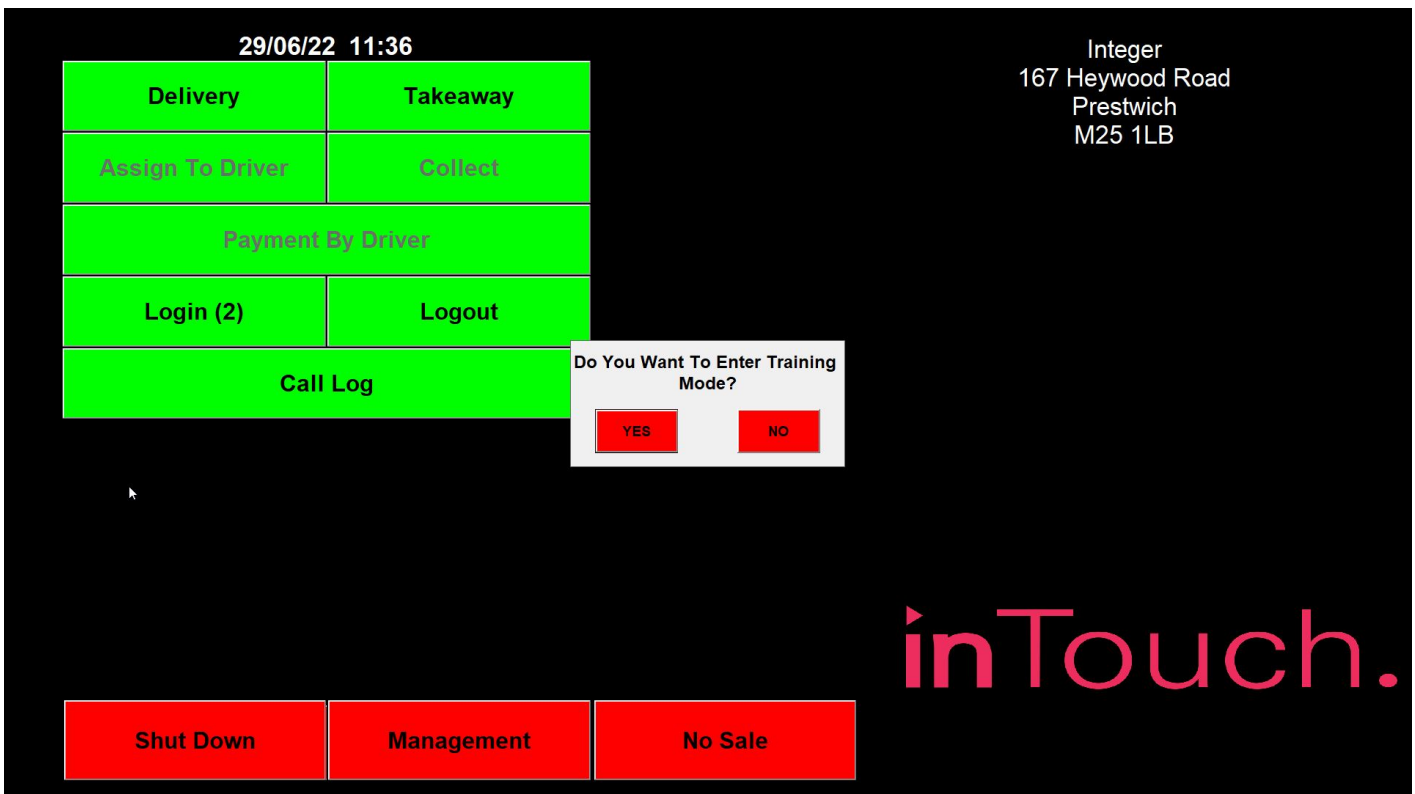 29/06/22 11:36
Delivery
Takeaway
Assign To Driver
Collect
Payment By Driver
Login (2)
Logout
Call Log
Integer
167 Heywood Road
Prestwich
M25 1LB
Do You Want To Enter Training
Mode?
YES
NO
inTouch.
Shut Down
Management
No Sale